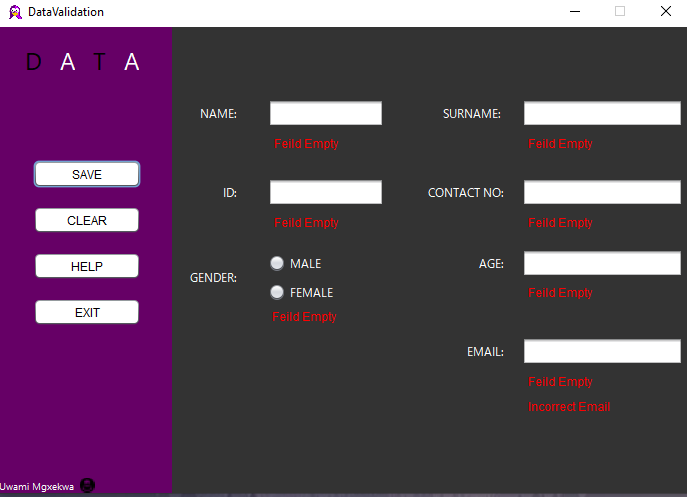 DataValidation
D A T A
SAVE
CLEAR
HELP
EXIT
Uwami Mgxekwa
NAME:
Feild Empty
SURNAME:
Feild Empty
ID:
Feild Empty
CONTACT NO:
Feild Empty
GENDER:
MALE
FEMALE
Feild Empty
AGE:
Feild Empty
EMAIL:
Feild Empty
Incorrect Email